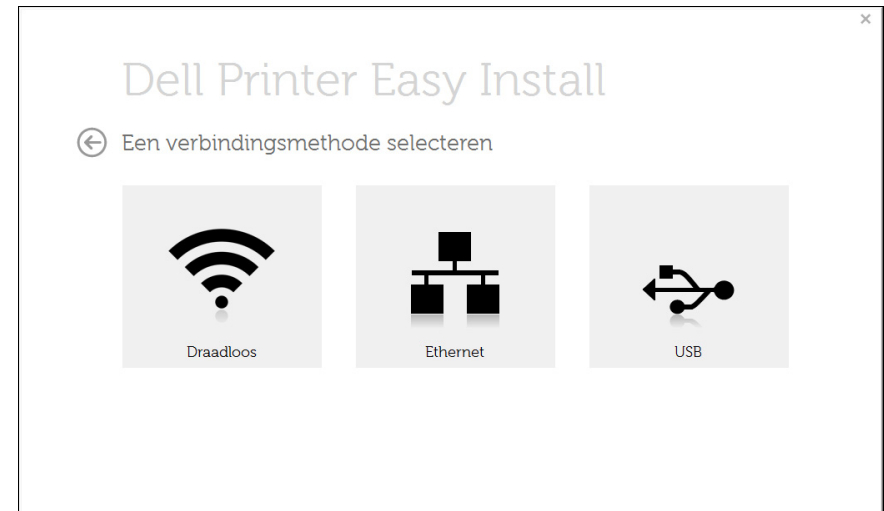 Dell Printer Easy Install
Een verbindingsmethode selecteren
Draadloos
Ethernet
USB